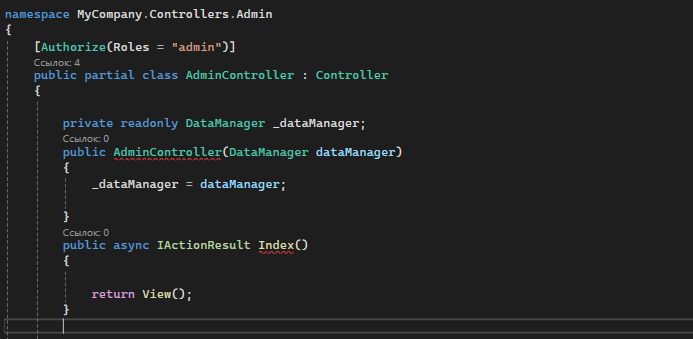 namespace MyCompany.Controllers.Admin
{
[Authorize(Roles = "admin")]
Ссылок: 4
public partial class AdminController : Controller
{
private readonly DataManager _dataManager;
Ссылок: 0
public AdminController(DataManager dataManager)
{
_dataManager = dataManager;
}
Ссылок: 0
public async IActionResult Index()
{
return View();
}